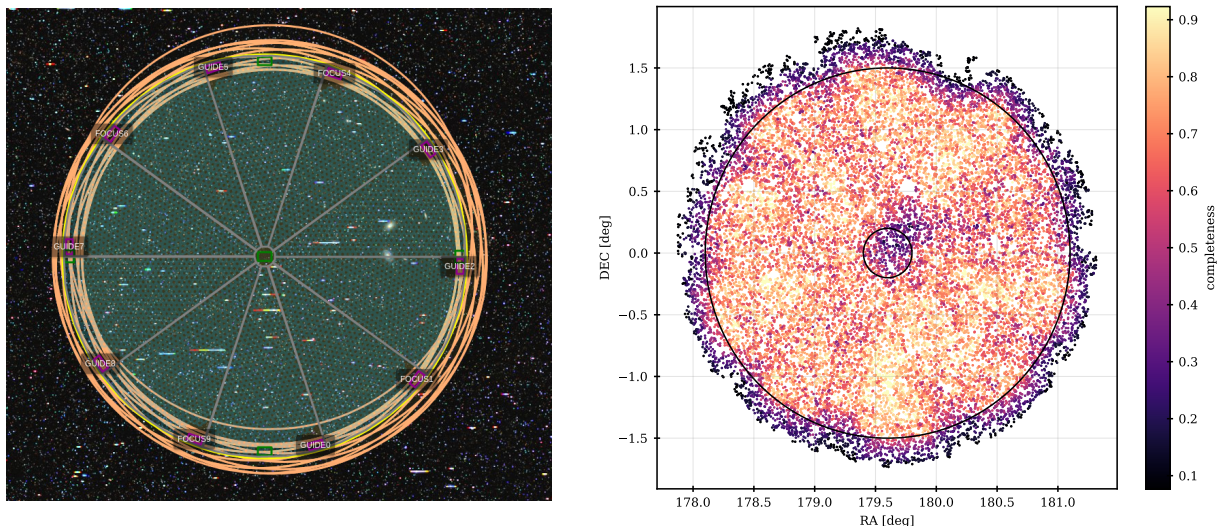 GUIDE5
FOCUS4
FOCUS6
GUIDE3
GUIDE7
GUIDE2
GUIDE8
FOCUS1
FOCUS9
GUIDE0
1.5
1.0
0.5
0.0
−0.5
−1.0
−1.5
DEC [deg]
178.0 178.5 179.0 179.5 180.0 180.5 181.0
RA [deg]
0.9
0.8
0.7
0.6
0.5
0.4
0.3
0.2
0.1
completeness